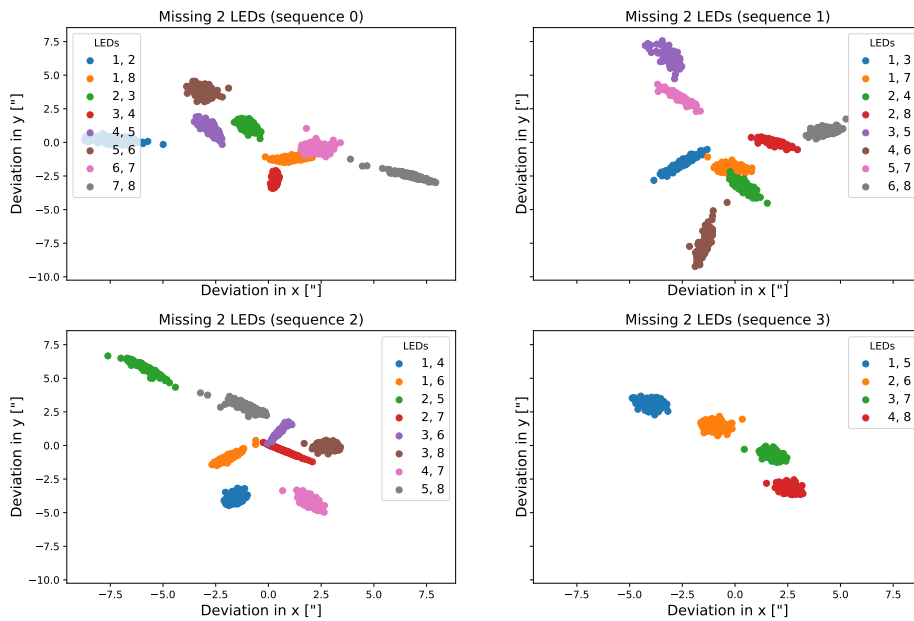 Missing 2 LEDs (sequence 0)
7.5
5.0
2.5
0.0
−2.5
−5.0
−7.5
−10.0
Deviation in y ["]
Deviation in x ["]
LEDs
1, 2
1, 8
2, 3
3, 4
4, 5
5, 6
6, 7
7, 8
Missing 2 LEDs (sequence 1)
Deviation in y ["]
Deviation in x ["]
LEDs
1, 3
1, 7
2, 4
2, 8
3, 5
4, 6
5, 7
6, 8
Missing 2 LEDs (sequence 2)
7.5
5.0
2.5
0.0
−2.5
−5.0
−7.5
−10.0
Deviation in y ["]
−7.5 −5.0 −2.5 0.0 2.5 5.0 7.5
Deviation in x ["]
LEDs
1, 4
1, 6
2, 5
2, 7
3, 6
3, 8
4, 7
5, 8
Missing 2 LEDs (sequence 3)
Deviation in y ["]
−7.5 −5.0 −2.5 0.0 2.5 5.0 7.5
Deviation in x ["]
LEDs
1, 5
2, 6
3, 7
4, 8